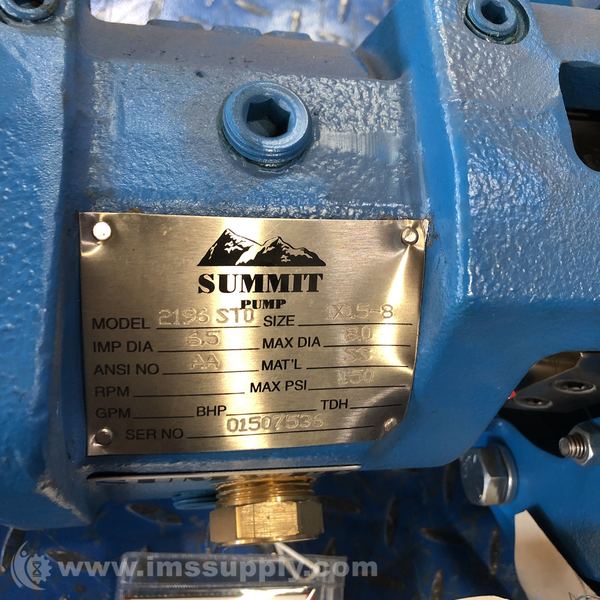 SUMMIT
PUMP
MODEL 2196 STO SIZE 1X1.5-8
IMP DIA 6.5 MAX DIA 8.0
ANSI NO AA MAT'L SS
RPM MAX PSI 150
GPM BHP TDH
SER NO 01507536
www.imssupply.com